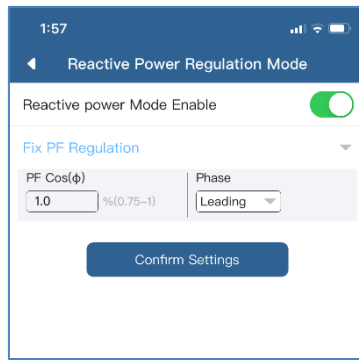 1:57
Reactive Power Regulation Mode
Reactive power Mode Enable
Fix PF Regulation
PF Cos(ϕ) Phase
1.0 %(0.75-1) Leading
Confirm Settings